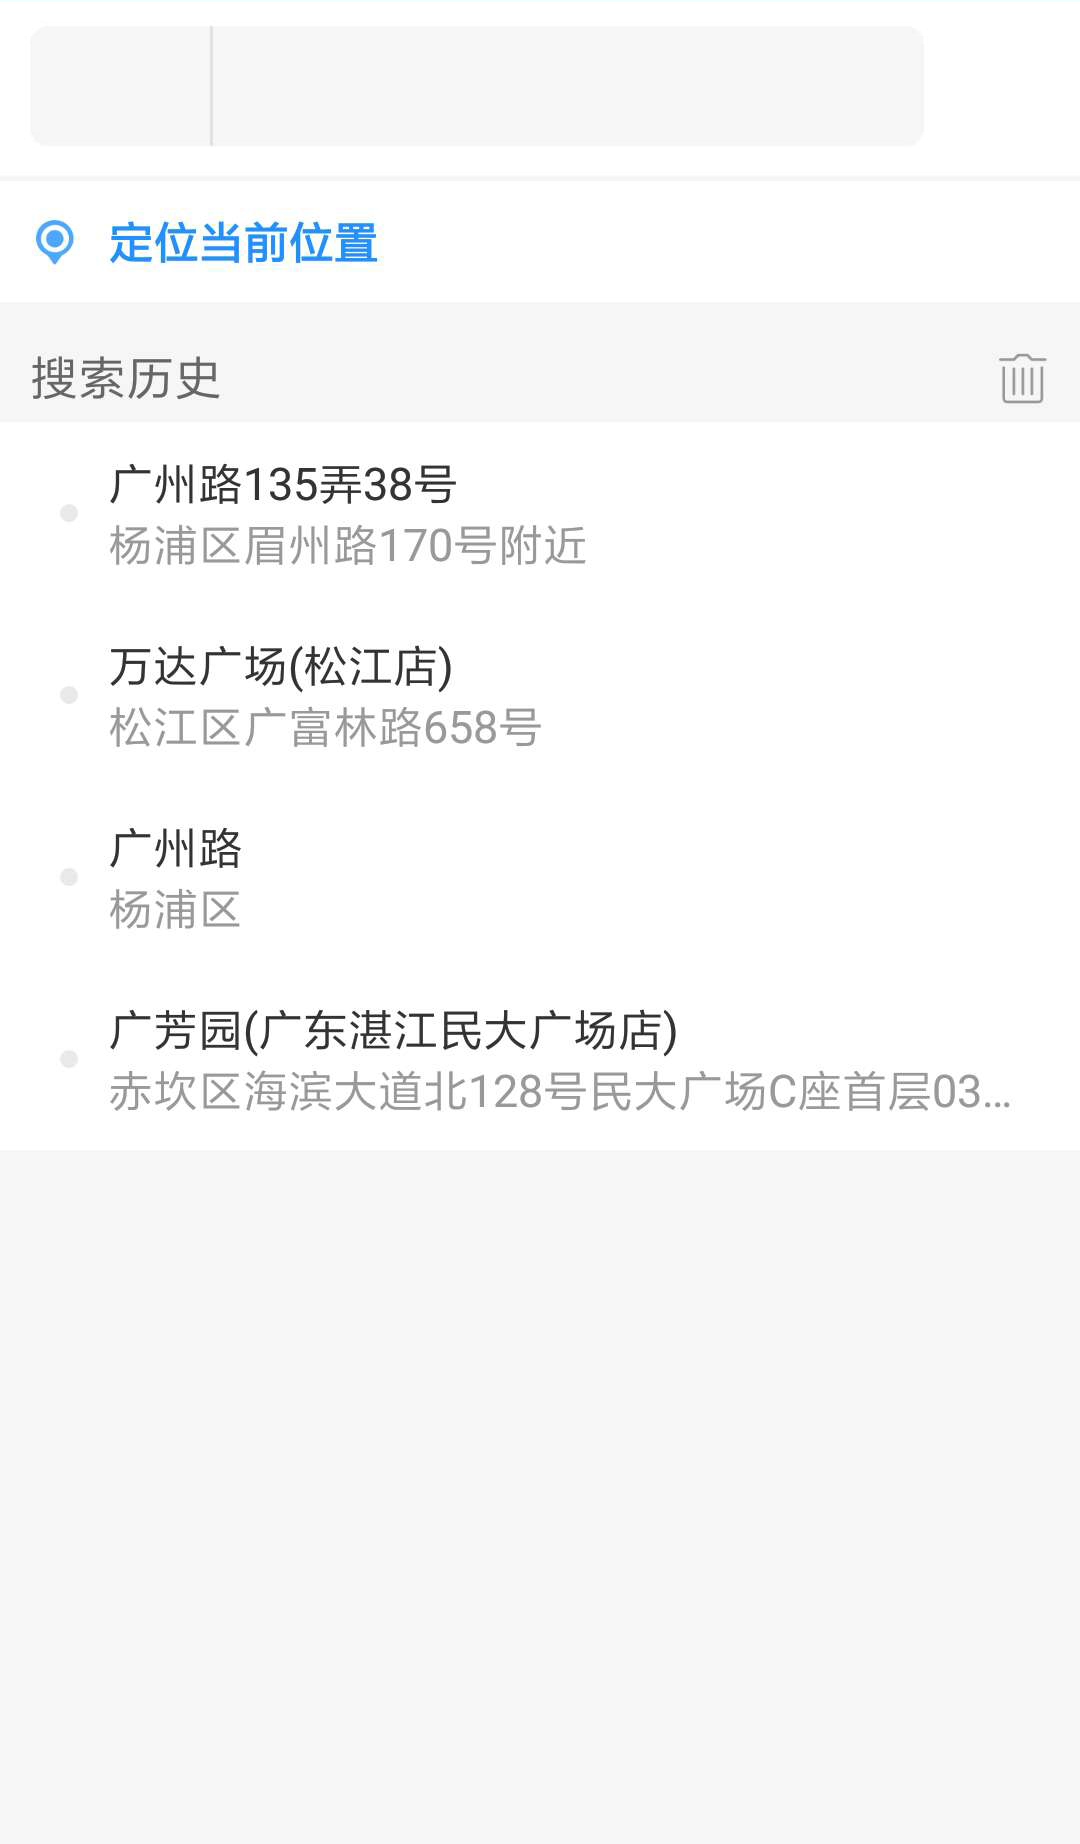 定位当前位置
搜索历史
广州路135弄38号
杨浦区眉州路170号附近
万达广场(松江店)
松江区广富林路658号
广州路
杨浦区
广芳园(广东湛江民大广场店)
赤坎区海滨大道北128号民大广场C座首层03...